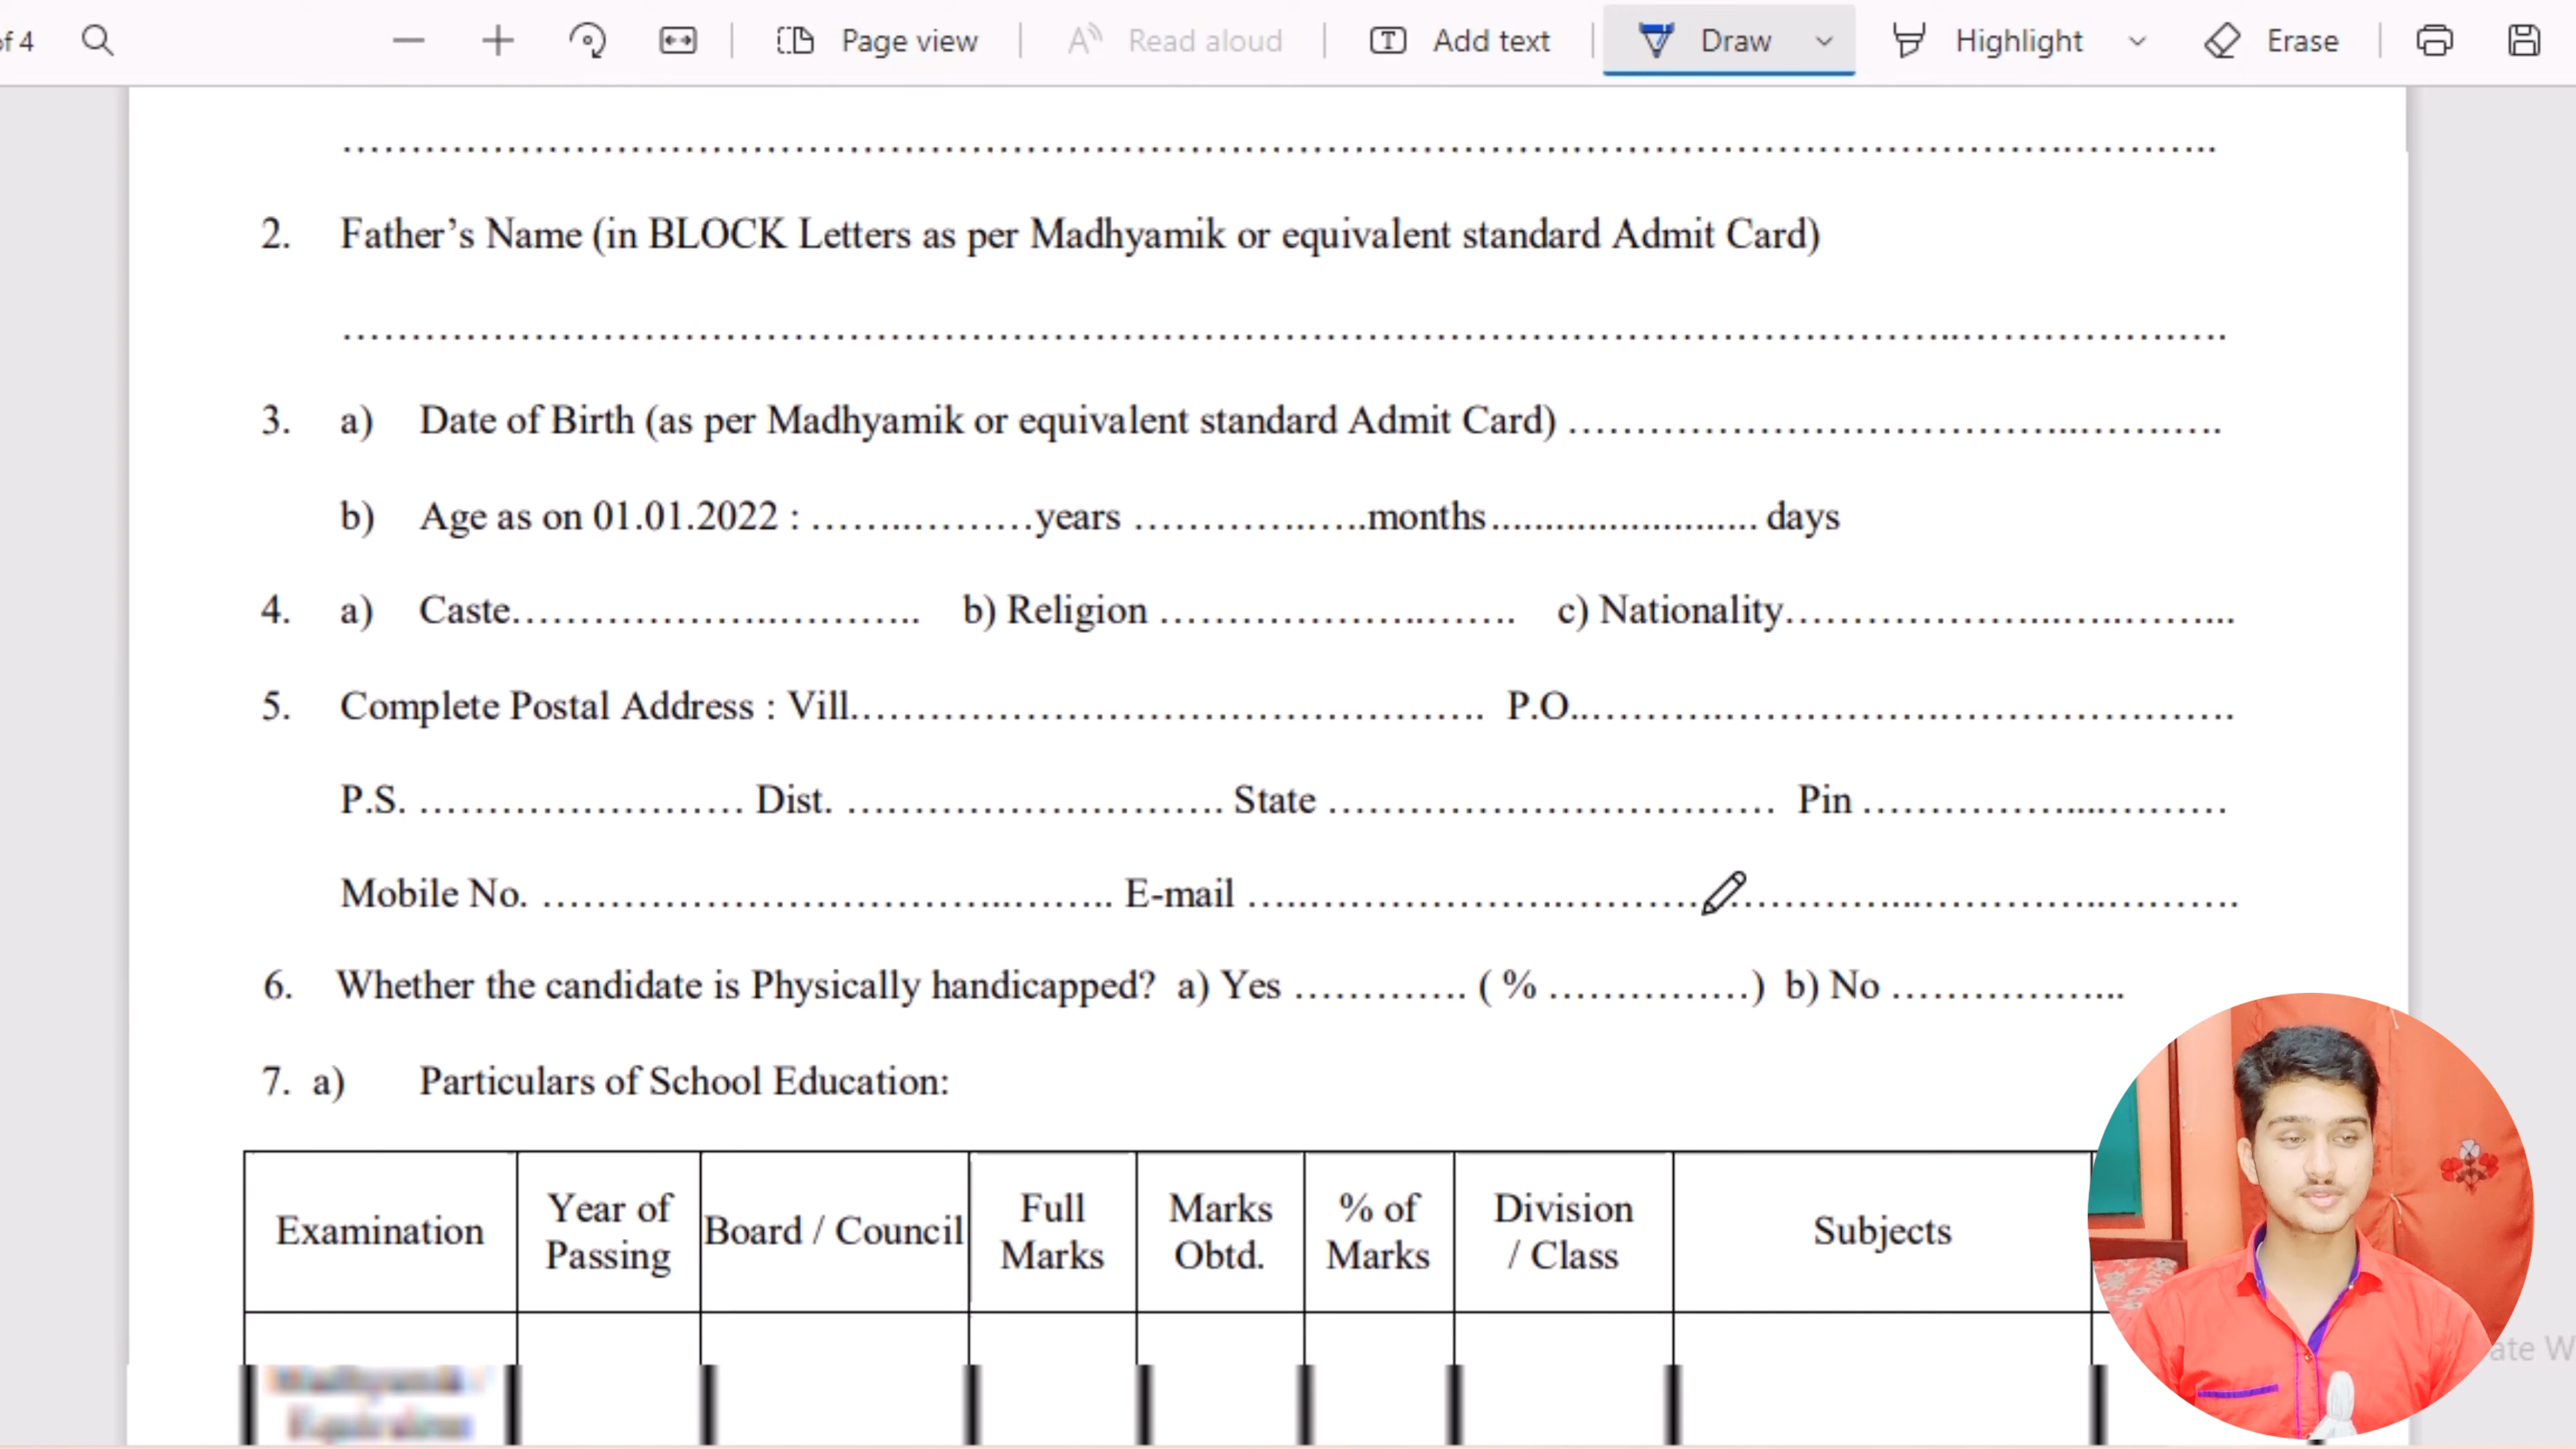 of 4 Page view Read aloud Add text Draw Highlight Erase
...............................................................................................
2. Father’s Name (in BLOCK Letters as per Madhyamik or equivalent standard Admit Card)
...............................................................................................
3. a) Date of Birth (as per Madhyamik or equivalent standard Admit Card) ......................................
b) Age as on 01.01.2022 : ................years ................months......................... days
4. a) Caste............................ b) Religion ......................... c) Nationality..............................
5. Complete Postal Address : Vill............................................. P.O...............................................
P.S. ........................ Dist. ........................... State ................................ Pin ..........................
Mobile No. ......................................... E-mail ......................................................................
6. Whether the candidate is Physically handicapped? a) Yes ............. ( % ...............) b) No .................
7. a) Particulars of School Education:
Examination Year of Passing Board / Council Full Marks Marks Obtd. % of Marks Division / Class Subjects
Madhyamik /
Equivalent
ate W